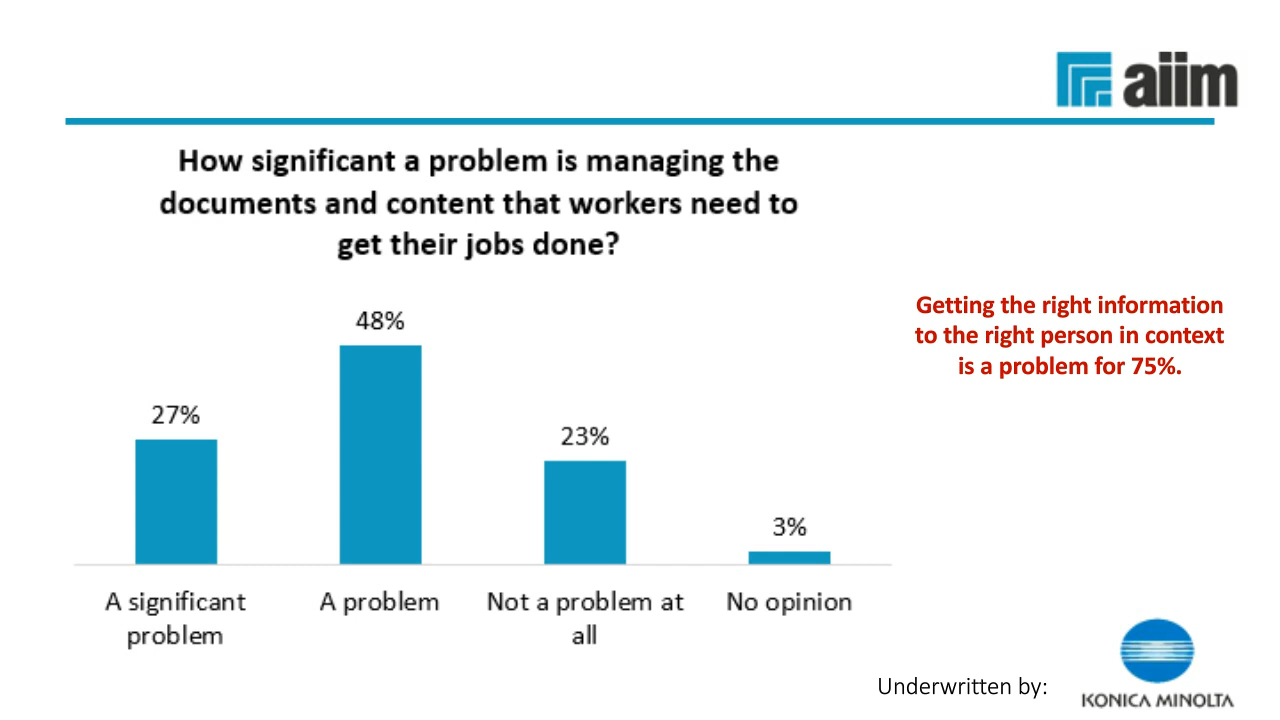 aiim
How significant a problem is managing the
documents and content that workers need to
get their jobs done?
Getting the right information
to the right person in context
is a problem for 75%.
27%
48%
23%
3%
A significant
problem
A problem
Not a problem at
all
No opinion
Underwritten by:
KONICA MINOLTA